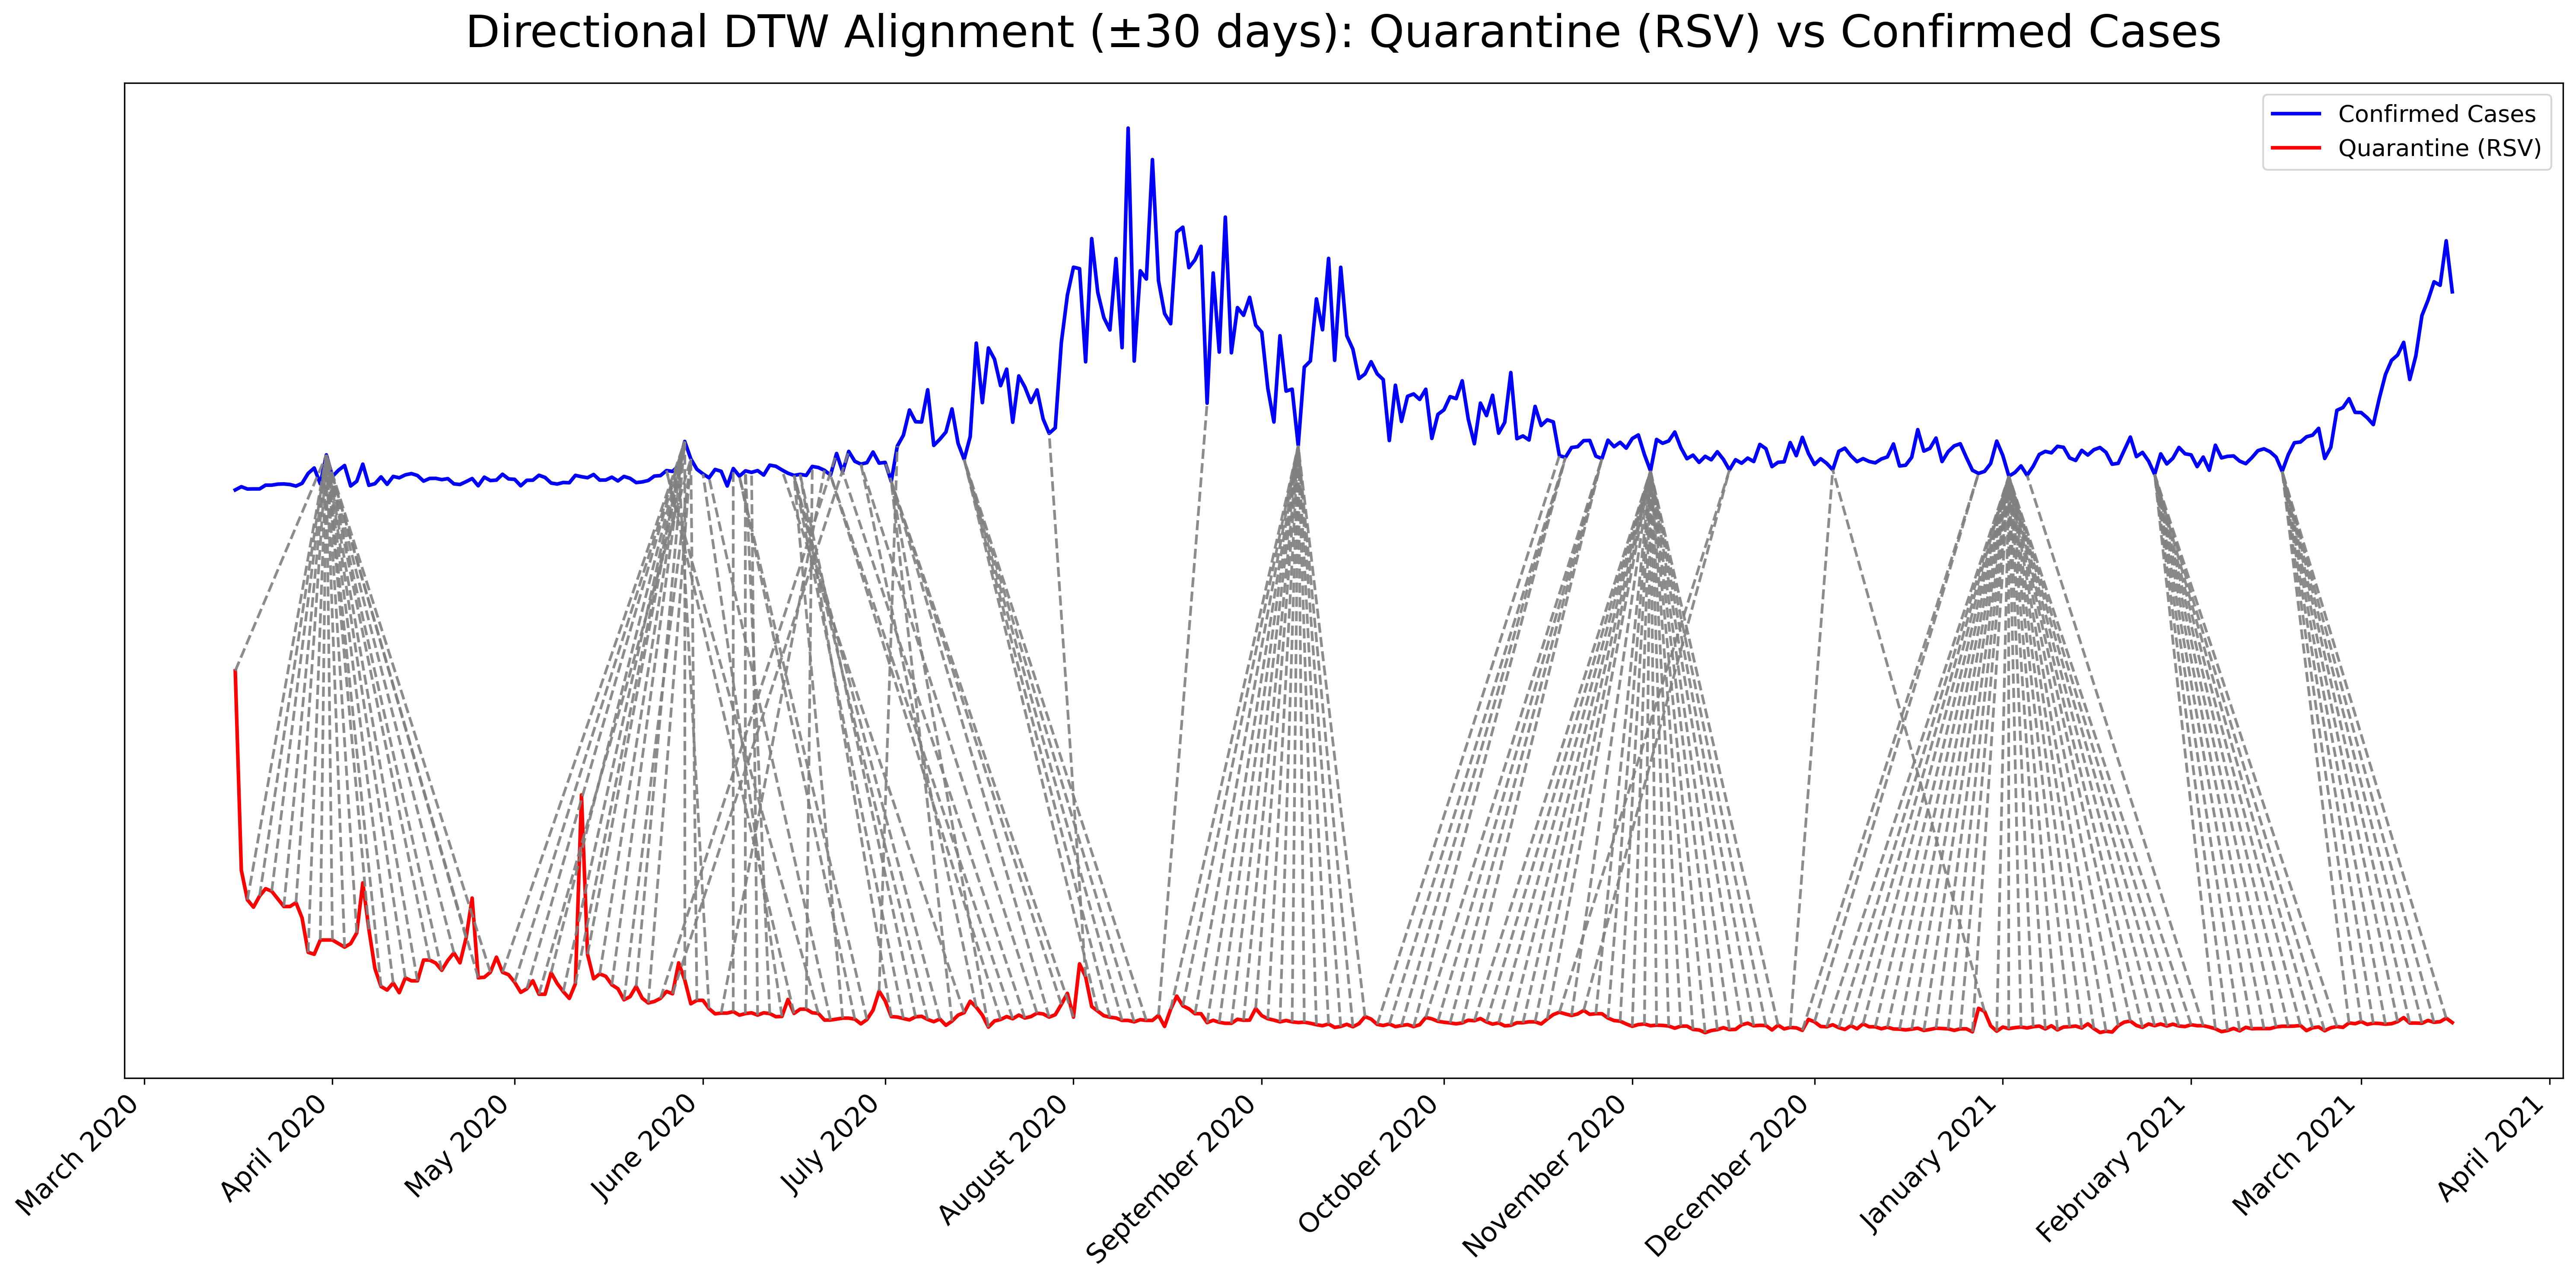 Directional DTW Alignment (±30 days): Quarantine (RSV) vs Confirmed Cases
Confirmed Cases
Quarantine (RSV)
March 2020
April 2020
May 2020
June 2020
July 2020
August 2020
September 2020
October 2020
November 2020
December 2020
January 2021
February 2021
March 2021
April 2021